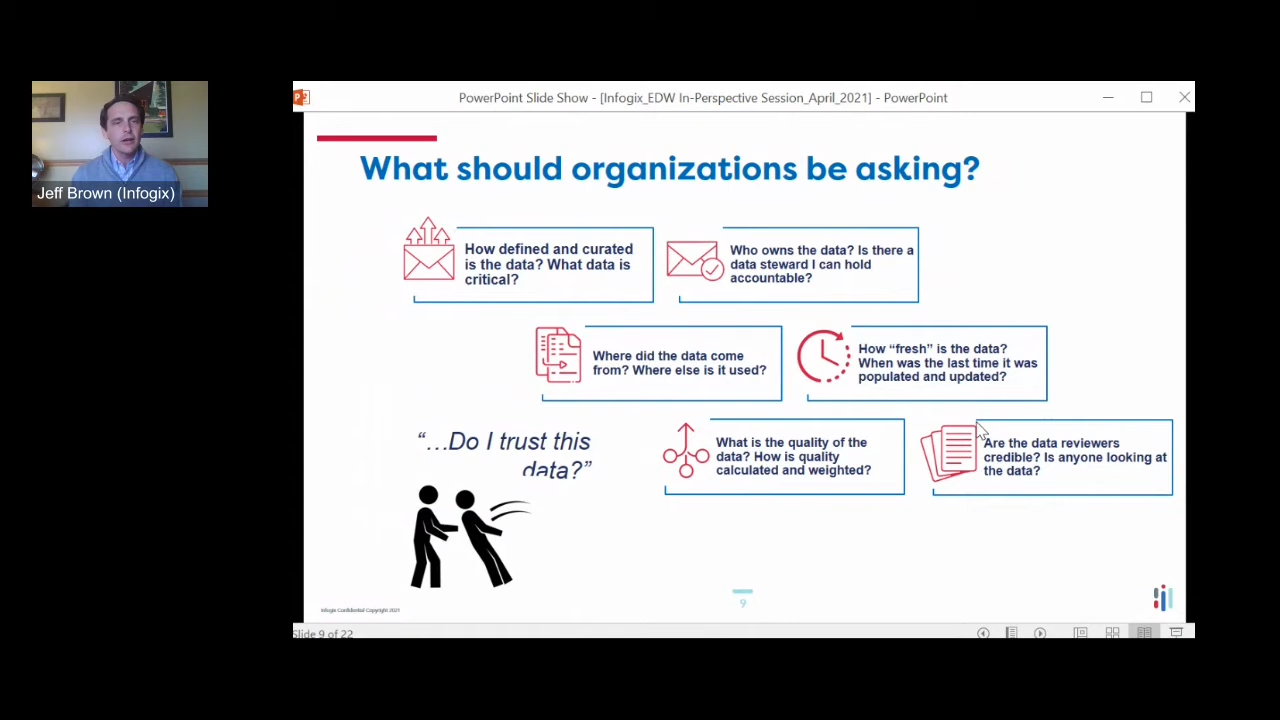 PowerPoint Slide Show - [Infogix_EDW In-Perspective Session_April_2021] - PowerPoint
Jeff Brown (Infogix)
What should organizations be asking?
How defined and curated
is the data? What data is
critical?
Who owns the data? Is there a
data steward I can hold
accountable?
Where did the data come
from? Where else is it used?
How “fresh” is the data?
When was the last time it was
populated and updated?
“…Do I trust this
data?”
What is the quality of the
data? How is quality
calculated and weighted?
Are the data reviewers
credible? Is anyone looking at
the data?
Infogix Confidential Copyright 2021
9
Slide 9 of 22